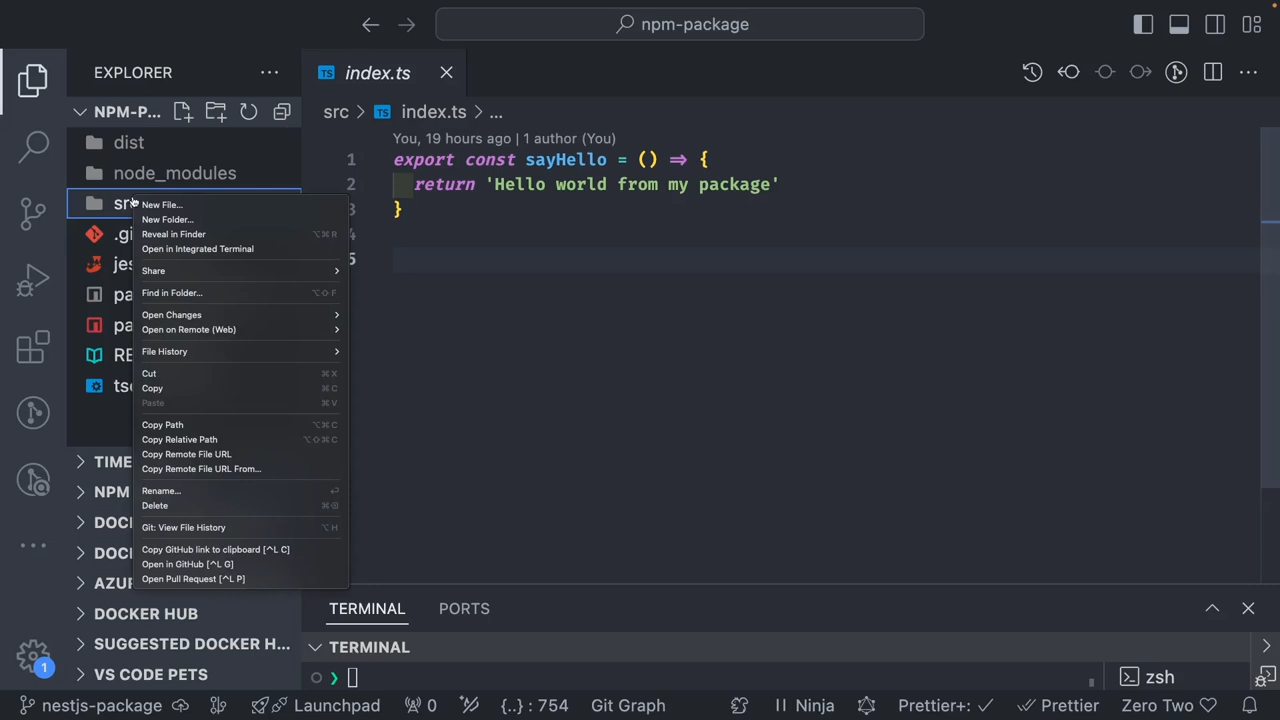 npm-package
EXPLORER
NPM-P...
dist
node_modules
sr
.gi
jes
pa
pa
RE
tsc
TIME
NPM
DOCK
DOCK
AZUR
DOCKER HUB
SUGGESTED DOCKER H...
VS CODE PETS
New File...
New Folder...
Reveal in Finder ⌥⌘R
Open in Integrated Terminal
Share
Find in Folder... ⌥⇧F
Open Changes
Open on Remote (Web)
File History
Cut ⌘X
Copy ⌘C
Paste ⌘V
Copy Path ⌥⌘C
Copy Relative Path ⌥⇧⌘C
Copy Remote File URL
Copy Remote File URL From...
Rename... ⏎
Delete ⌘⌫
Git: View File History ⌥H
Copy GitHub link to clipboard [^L C]
Open in GitHub [^L G]
Open Pull Request [^L P]
TS index.ts
src > TS index.ts > ...
You, 19 hours ago | 1 author (You)
1 export const sayHello = () => {
2 return 'Hello world from my package'
3 }
4
5
TERMINAL PORTS
TERMINAL
❯
zsh
1
nestjs-package Launchpad 0 {..} : 754 Git Graph Ninja Prettier+: ✓ Prettier Zero Two ♡